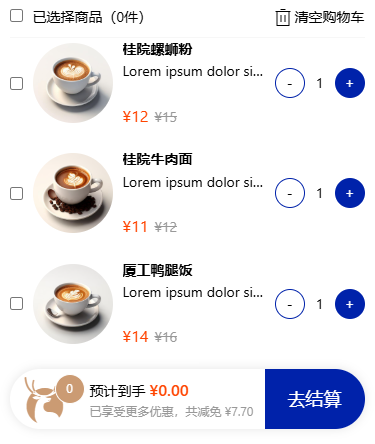 已选择商品（0件）
清空购物车
桂院螺蛳粉
Lorem ipsum dolor si...
¥12 ¥15
- 1 +
桂院牛肉面
Lorem ipsum dolor si...
¥11 ¥12
- 1 +
厦工鸭腿饭
Lorem ipsum dolor si...
¥14 ¥16
- 1 +
0
预计到手 ¥0.00
已享受更多优惠，共减免 ¥7.70
去结算